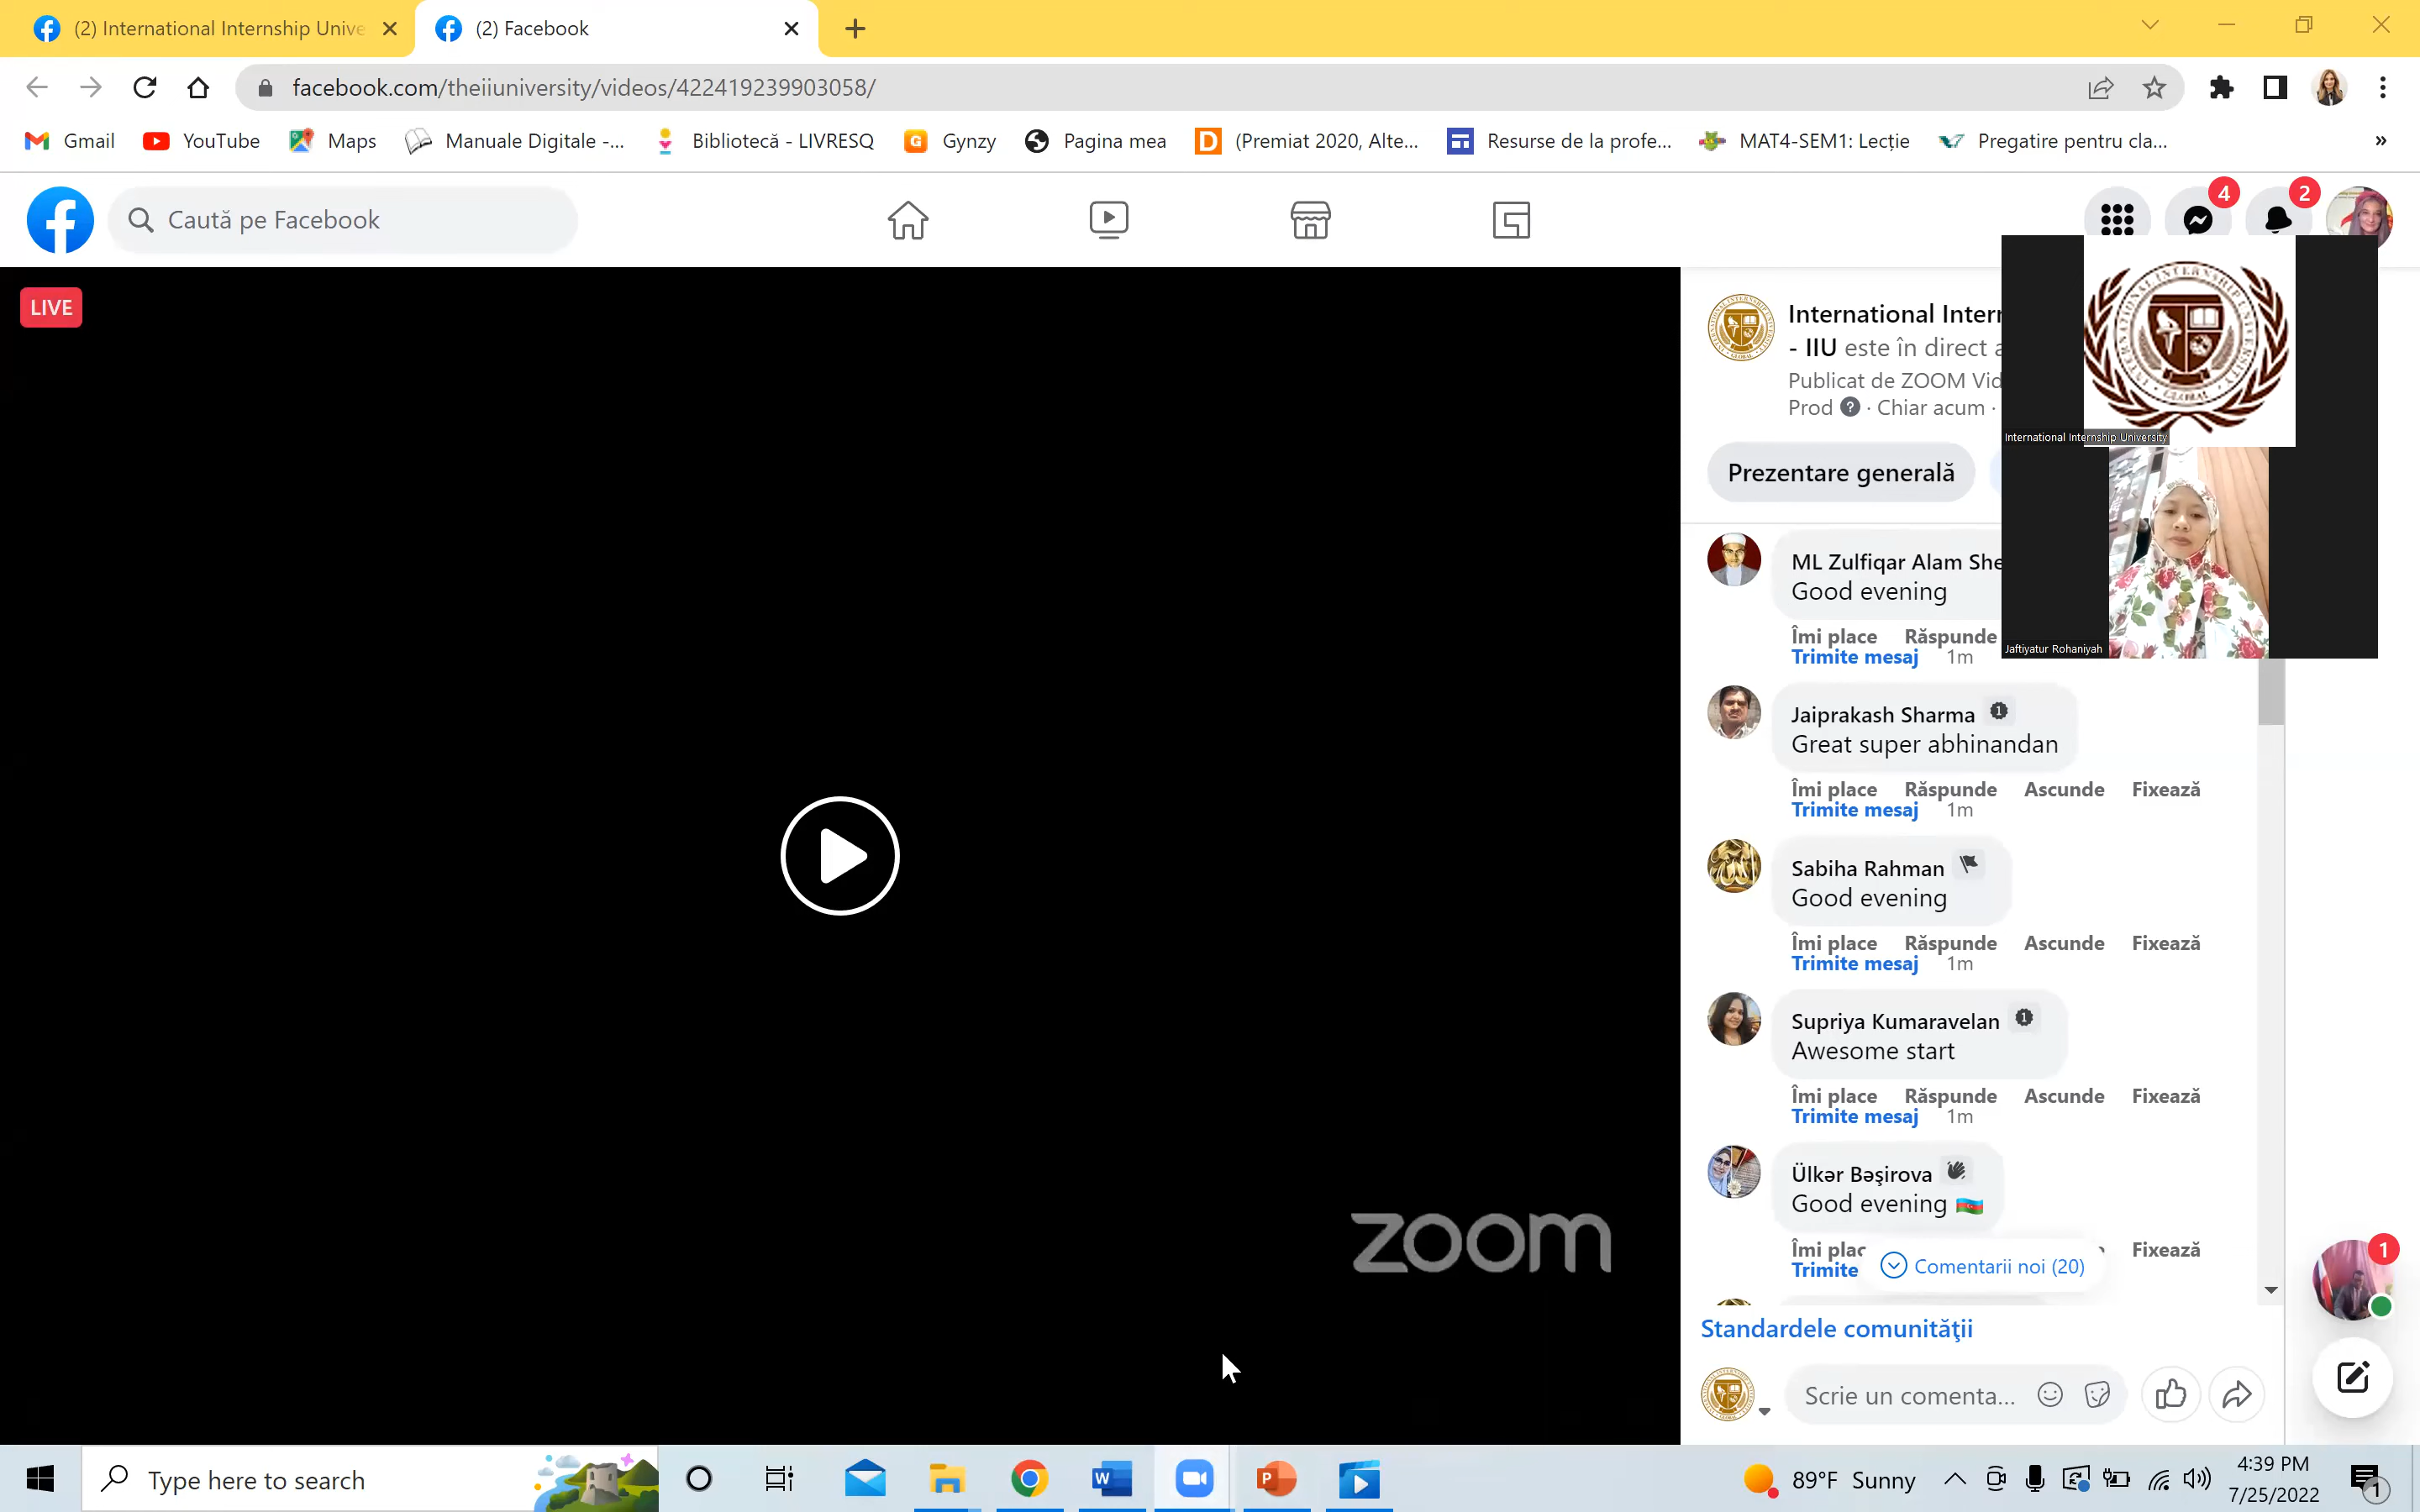 (2) International Internship Unive
(2) Facebook
facebook.com/theiiuniversity/videos/422419239903058/
Gmail
YouTube
Maps
Manuale Digitale -...
Bibliotecă - LIVRESQ
Gynzy
Pagina mea
(Premiat 2020, Alte...
Resurse de la profe...
MAT4-SEM1: Lecție
Pregatire pentru cla...
»
Caută pe Facebook
4
2
LIVE
International Inter
- IIU este în direct
Publicat de ZOOM Vid
Prod ? · Chiar acum ·
Prezentare generală
INTERNATIONAL INTERNSHIP UNIVERSITY
GLOBAL
International Internship University
Jaftiyatur Rohaniyah
ML Zulfiqar Alam She
Good evening
Îmi place Răspunde
Trimite mesaj 1m
Jaiprakash Sharma
Great super abhinandan
Îmi place Răspunde Ascunde Fixează
Trimite mesaj 1m
Sabiha Rahman
Good evening
Îmi place Răspunde Ascunde Fixează
Trimite mesaj 1m
Supriya Kumaravelan
Awesome start
Îmi place Răspunde Ascunde Fixează
Trimite mesaj 1m
Ülkər Bəşirova
Good evening 🇦🇿
Îmi plac Fixează
Trimite
Comentarii noi (20)
zoom
1
Standardele comunității
Scrie un comenta...
Type here to search
89°F Sunny
4:39 PM
7/25/2022
1